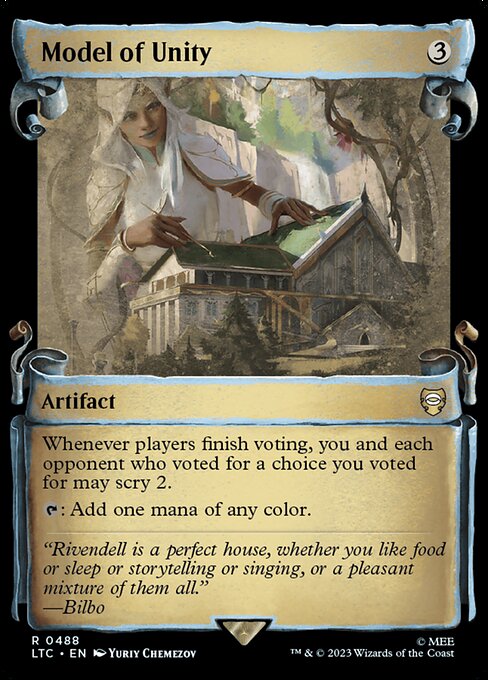 Model of Unity 3
Artifact
Whenever players finish voting, you and each
opponent who voted for a choice you voted
for may scry 2.
: Add one mana of any color.
“Rivendell is a perfect house, whether you like food
or sleep or storytelling or singing, or a pleasant
mixture of them all.”
—Bilbo
R 0488
LTC • EN Yuriy Chemezov
© MEE
™ & © 2023 Wizards of the Coast